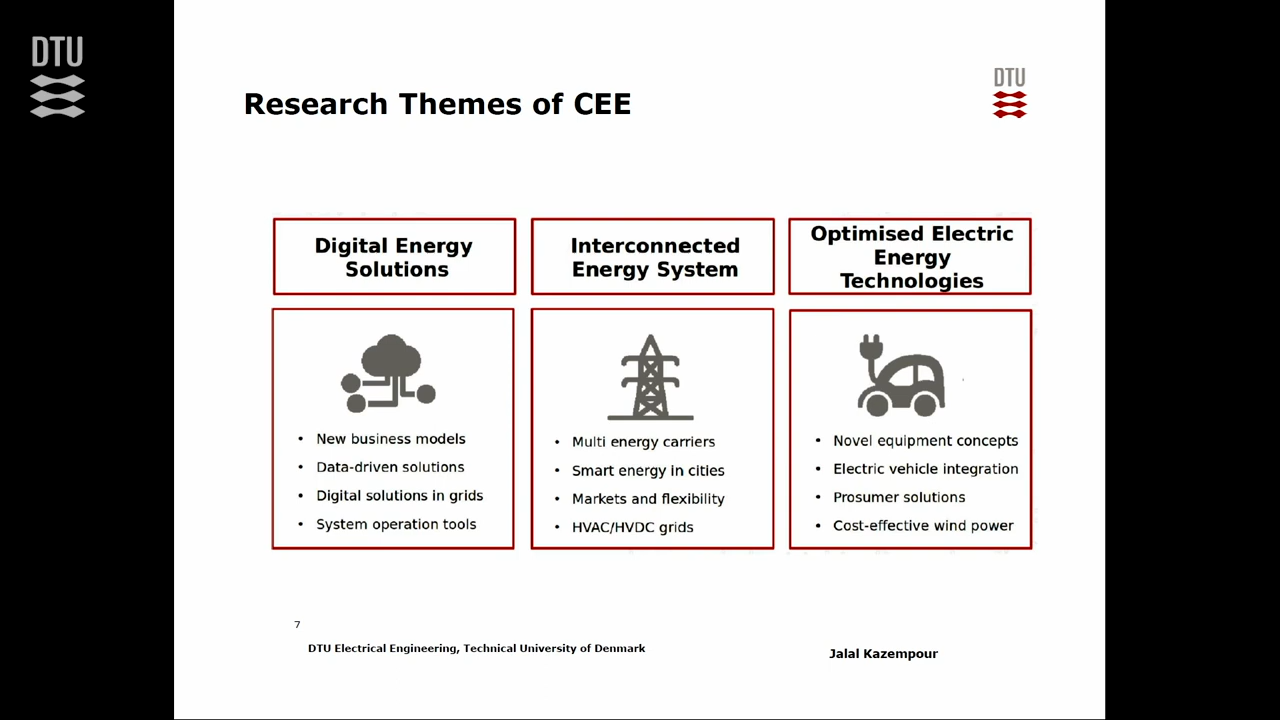 DTU
Research Themes of CEE
DTU
Digital Energy
Solutions
• New business models
• Data-driven solutions
• Digital solutions in grids
• System operation tools
Interconnected
Energy System
• Multi energy carriers
• Smart energy in cities
• Markets and flexibility
• HVAC/HVDC grids
Optimised Electric
Energy
Technologies
• Novel equipment concepts
• Electric vehicle integration
• Prosumer solutions
• Cost-effective wind power
7
DTU Electrical Engineering, Technical University of Denmark
Jalal Kazempour